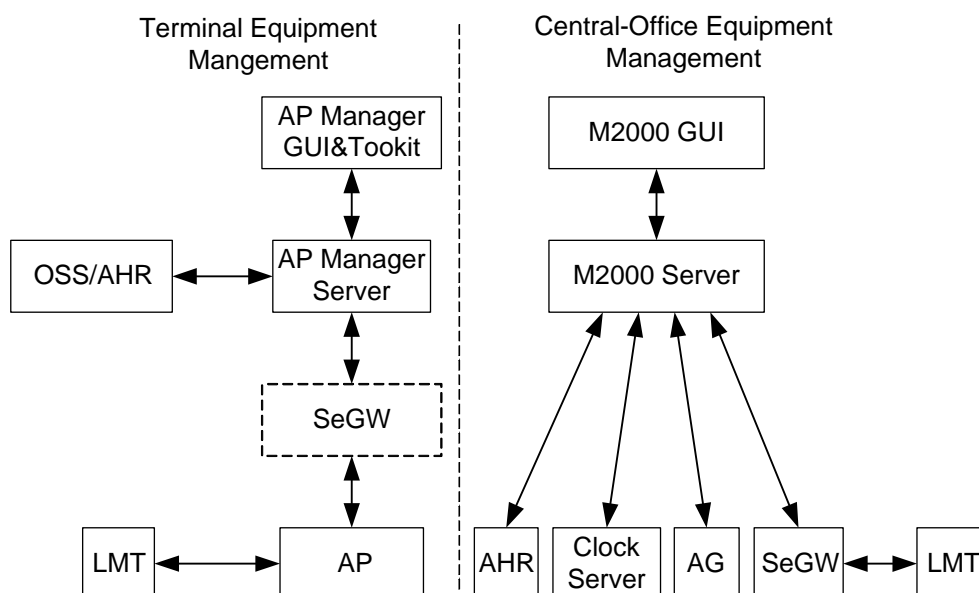 Terminal Equipment
Mangement
Central-Office Equipment
Management
AP Manager
GUI&Tookit
M2000 GUI
OSS/AHR
AP Manager
Server
M2000 Server
SeGW
LMT
AP
AHR
Clock
Server
AG
SeGW
LMT